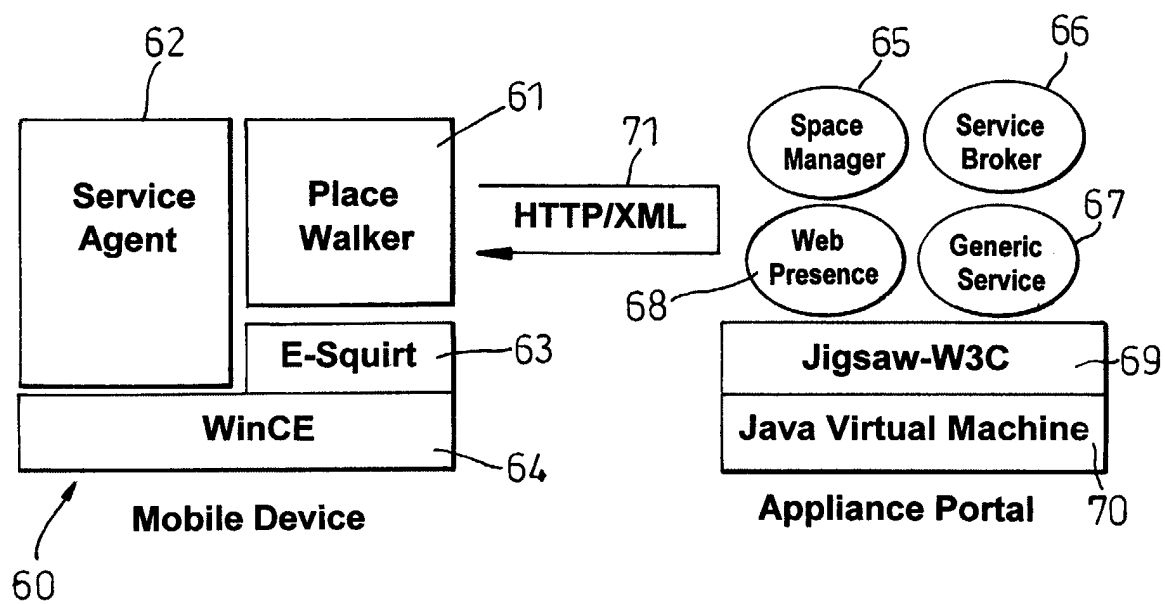 62
65
66
61
71
Service
Agent
Place
Walker
HTTP/XML
Space
Manager
Service
Broker
67
Web
Presence
Generic
Service
68
E-Squirt
63
Jigsaw-W3C
69
WinCE
64
Java Virtual Machine
70
Mobile Device
Appliance Portal
60